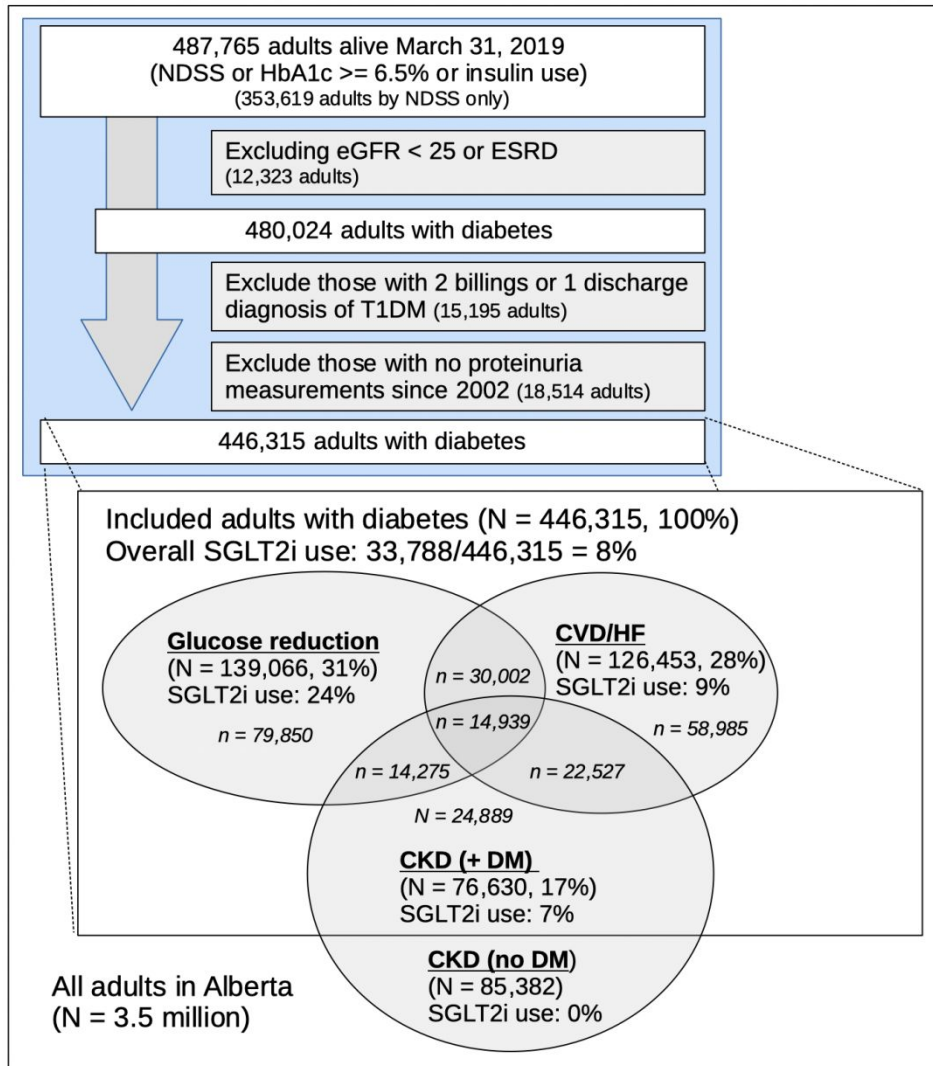 487,765 adults alive March 31, 2019
(NDSS or HbA1c >= 6.5% or insulin use)
(353,619 adults by NDSS only)
Excluding eGFR < 25 or ESRD
(12,323 adults)
480,024 adults with diabetes
Exclude those with 2 billings or 1 discharge
diagnosis of T1DM (15,195 adults)
Exclude those with no proteinuria
measurements since 2002 (18,514 adults)
446,315 adults with diabetes
Included adults with diabetes (N = 446,315, 100%)
Overall SGLT2i use: 33,788/446,315 = 8%
Glucose reduction
(N = 139,066, 31%)
SGLT2i use: 24%
n = 79,850
n = 30,002
CVD/HF
(N = 126,453, 28%)
SGLT2i use: 9%
n = 58,985
n = 14,939
n = 14,275
n = 22,527
N = 24,889
CKD (+ DM)
(N = 76,630, 17%)
SGLT2i use: 7%
CKD (no DM)
(N = 85,382)
SGLT2i use: 0%
All adults in Alberta
(N = 3.5 million)